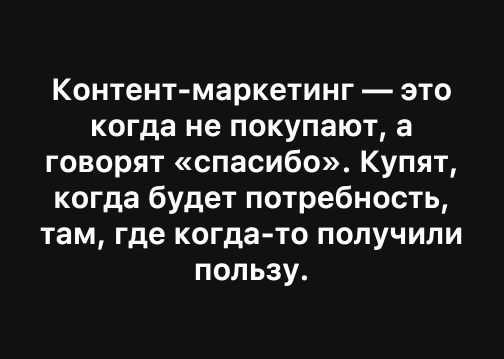 Контент-маркетинг — это
когда не покупают, а
говорят «спасибо». Купят,
когда будет потребность,
там, где когда-то получили
пользу.